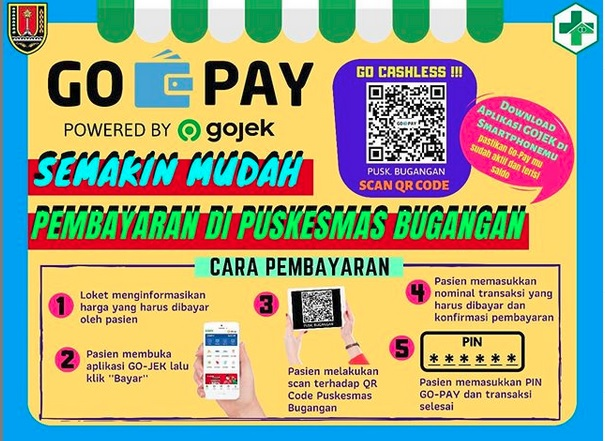 GO PAY
POWERED BY gojek
SEMAKIN MUDAH
PEMBAYARAN DI PUSKESMAS BUGANGAN
GO CASHLESS !!!
GO PAY
PUSK. BUGANGAN
SCAN QR CODE
DOWNLOAD
APLIKASI GOJEK DI
SMARTPHONEMU
pastikan Go-Pay mu
sudah aktif dan terisi
saldo
CARA PEMBAYARAN
1
Loket menginformasikan
harga yang harus dibayar
oleh pasien
2
Pasien membuka
aplikasi GO-JEK lalu
klik "Bayar"
3
PUSK. BUGANGAN
Pasien melakukan
scan terhadap QR
Code Puskesmas
Bugangan
4
Pasien memasukkan
nominal transaksi yang
harus dibayar dan
konfirmasi pembayaran
5
PIN
* * * * * *
Pasien memasukkan PIN
GO-PAY dan transaksi
selesai